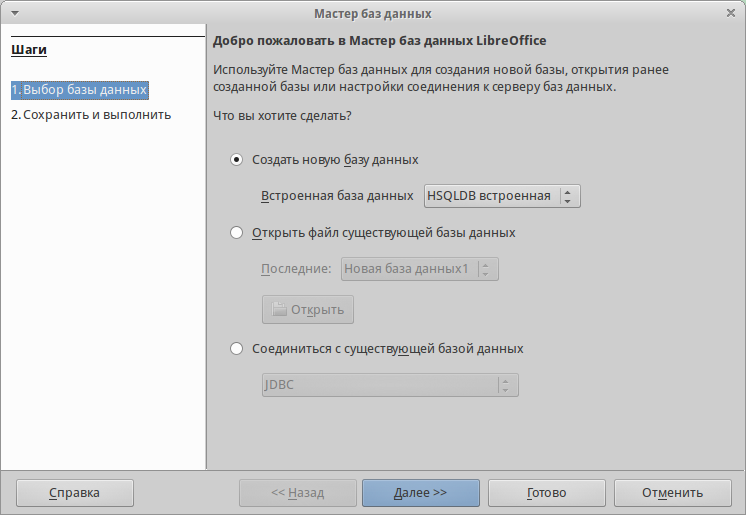 Мастер баз данных
Шаги
1. Выбор базы данных
2. Сохранить и выполнить
Добро пожаловать в Мастер баз данных LibreOffice
Используйте Мастер баз данных для создания новой базы, открытия ранее
созданной базы или настройки соединения к серверу баз данных.
Что вы хотите сделать?
Создать новую базу данных
Встроенная база данных HSQLDB встроенная
Открыть файл существующей базы данных
Последние: Новая база данных1
Открыть
Соединиться с существующей базой данных
JDBC
Справка << Назад Далее >> Готово Отменить